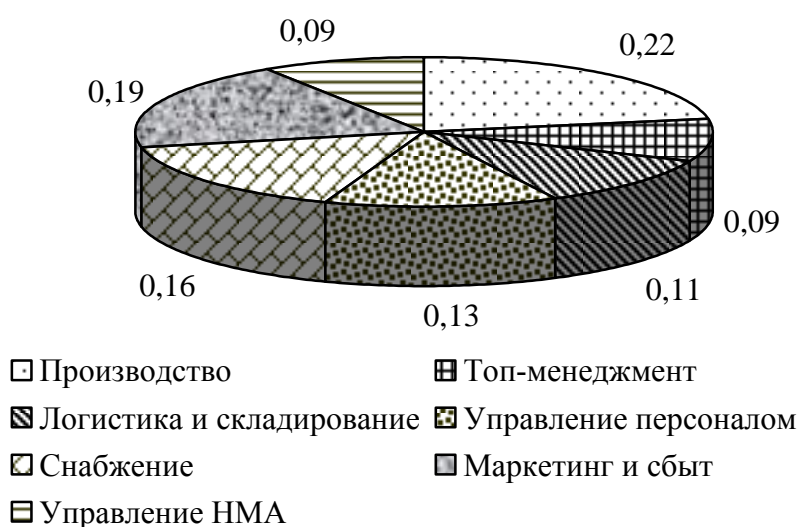 0,09
0,22
0,19
0,09
0,16
0,11
0,13
Производство
Топ-менеджмент
Логистика и складирование
Управление персоналом
Снабжение
Маркетинг и сбыт
Управление НМА